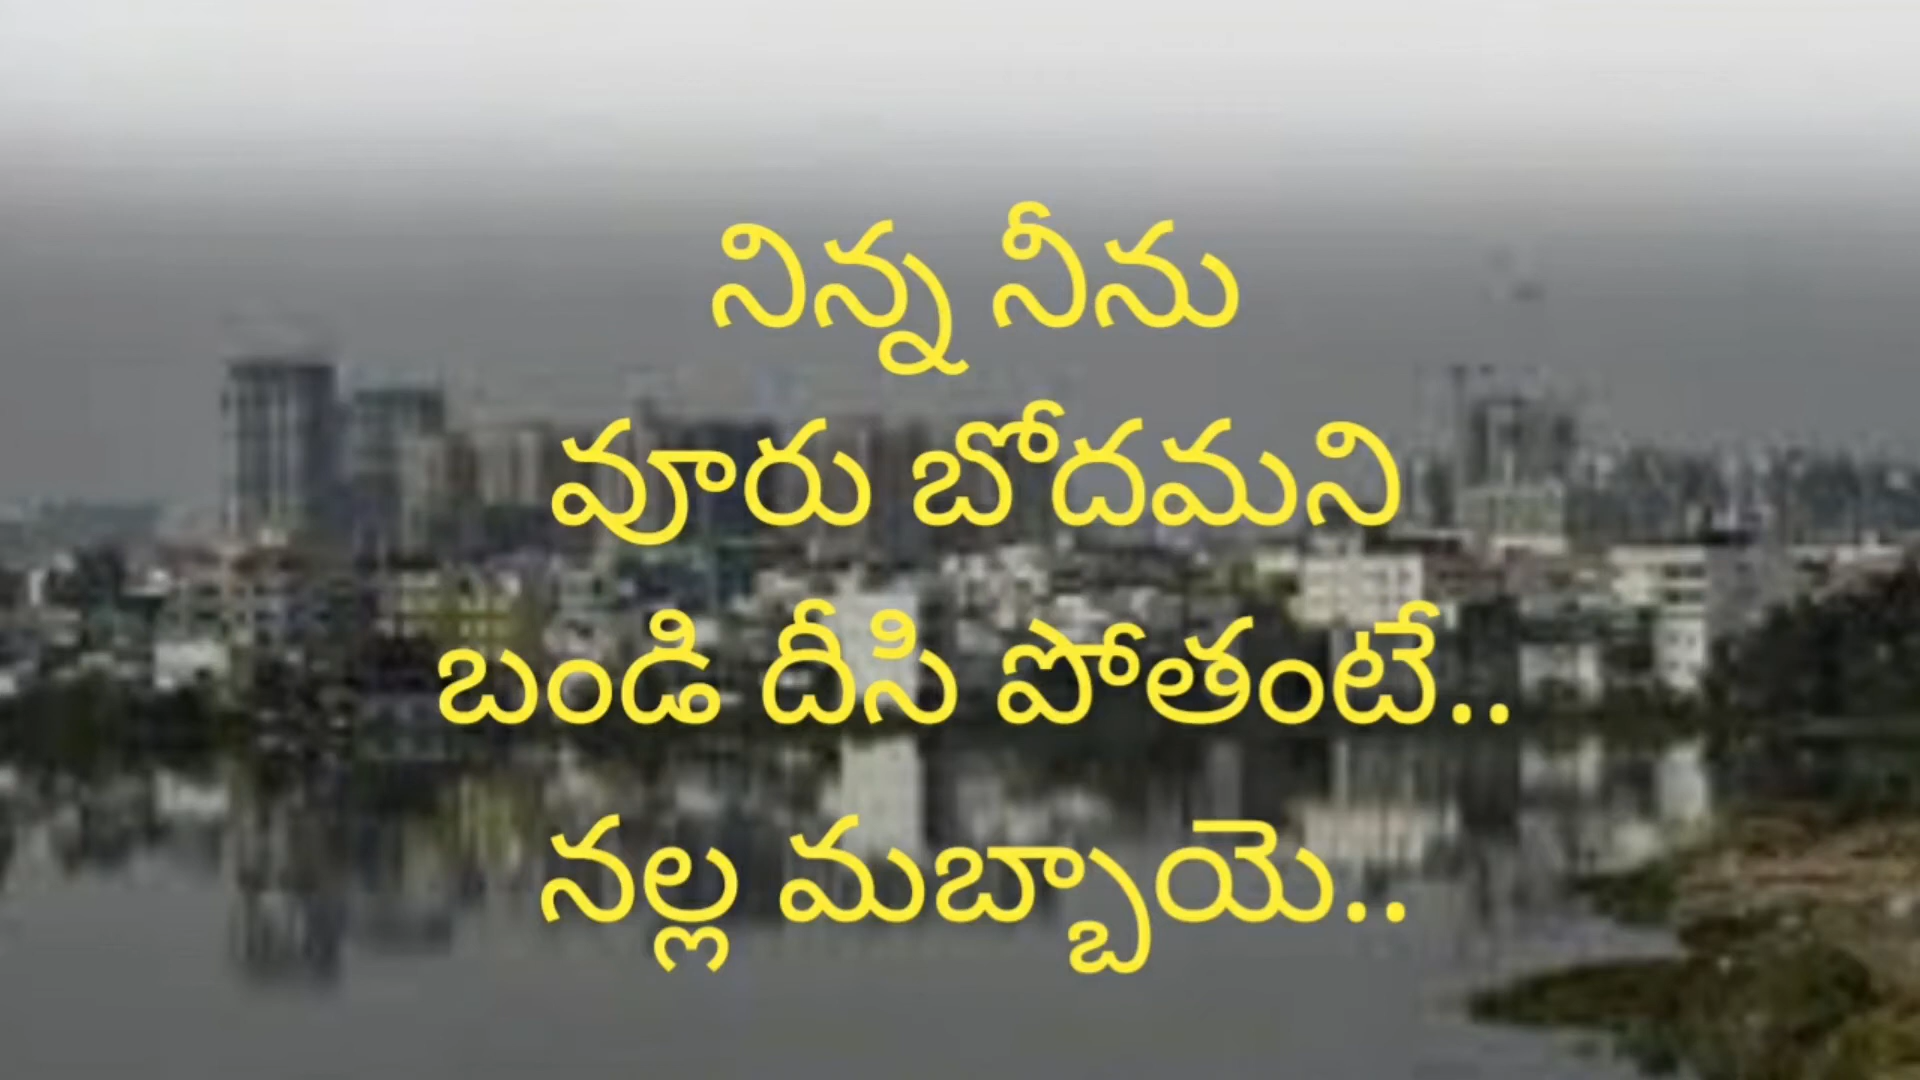 నిన్న నీను
వూరు బోదమని
బండి దీసి పోతంటే..
నల్ల మబ్బాయె..